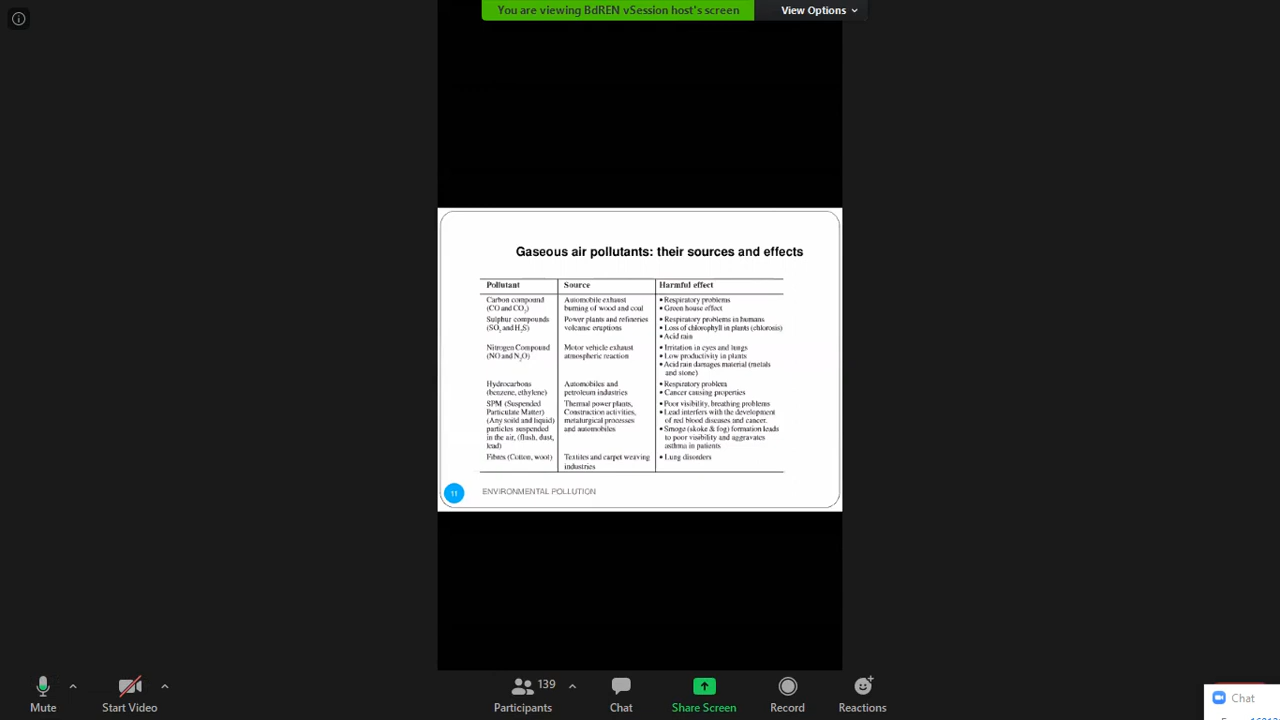 You are viewing BdREN vSession host's screen
View Options
Gaseous air pollutants: their sources and effects
Pollutant Source Harmful effect
Carbon compound Automobile exhaust • Respiratory problems
(CO and CO2) burning of wood and coal • Green house effect
Sulphur compounds Power plants and refineries • Respiratory problems in humans
(SO2 and H2S) volcanic eruptions • Loss of chlorophyll in plants (chlorosis)
• Acid rain
Nitrogen Compound Motor vehicle exhaust • Irritation in eyes and lungs
(NO and N2O) atmospheric reaction • Low productivity in plants
• Acid rain damages material (metals
and stone)
Hydrocarbons Automobiles and • Respiratory problem
(benzene, ethylene) petroleum industries • Cancer causing properties
SPM (Suspended Thermal power plants, • Poor visibility, breathing problems
Particulate Matter) Construction activities, • Lead interfers with the development
(Any soild and liquid) metalurgical processes of red blood diseases and cancer.
particles suspended and automobiles • Smoge (skoke & fog) formation leads
in the air, (flush, dust, to poor visebility and aggravates
lead) asthma in patients
Fibres (Cotton, wool) Textiles and carpet weaving • Lung disorders
industries
11 ENVIRONMENTAL POLLUTION
139
Mute Start Video Participants Chat Share Screen Record Reactions
Chat